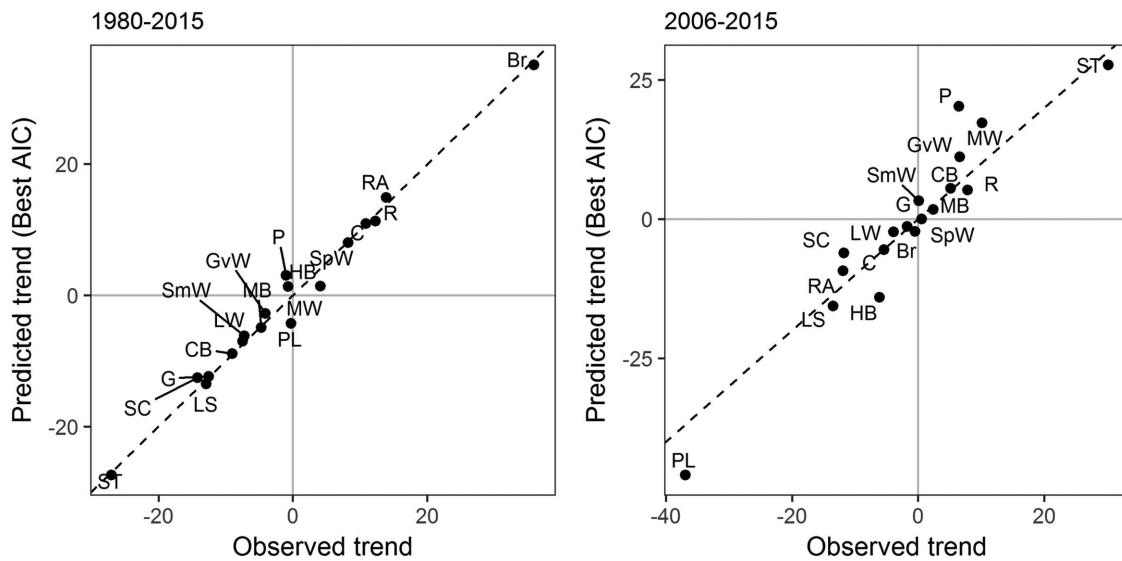 1980-2015
Predicted trend (Best AIC)
20
0
-20
Br
RA
R
C
P
SpW
GvW
HB
SmW
MB
MW
LW
PL
CB
G
SC
LS
ST
-20
0
20
Observed trend
2006-2015
Predicted trend (Best AIC)
25
0
-25
ST
P
MW
GvW
SmW
CB
R
G
MB
SC
LW
SpW
Br
C
RA
LS
HB
PL
-40
-20
0
20
Observed trend